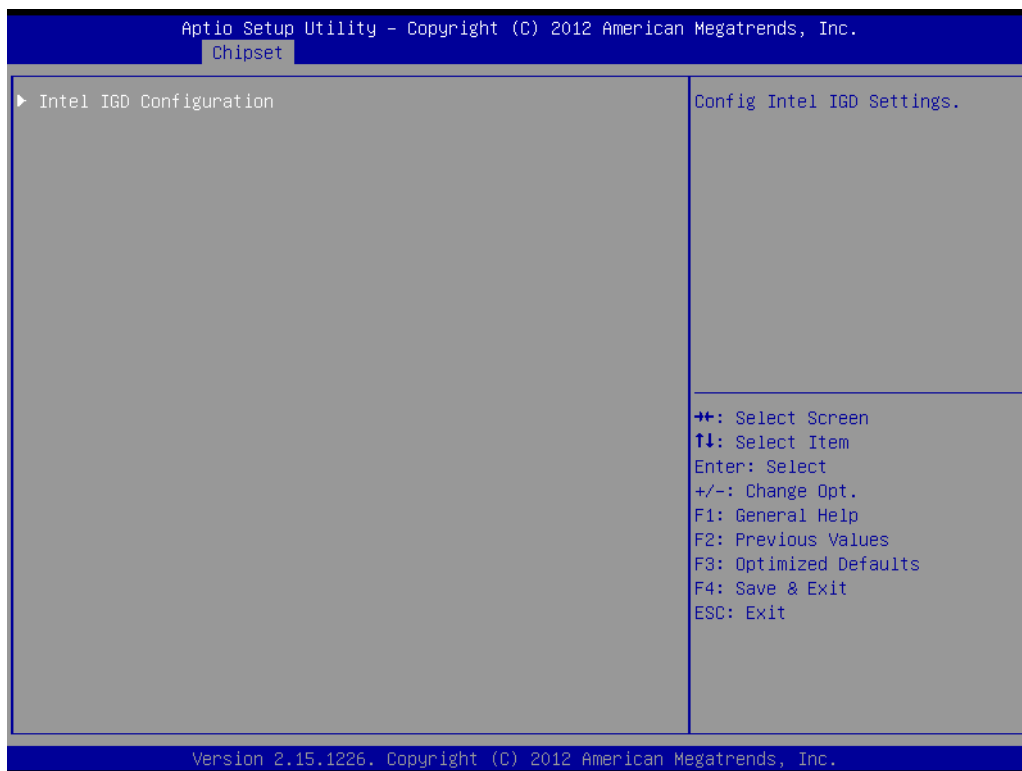 Aptio Setup Utility – Copyright (C) 2012 American Megatrends, Inc.
Chipset
▶ Intel IGD Configuration
Config Intel IGD Settings.
→←: Select Screen
↑↓: Select Item
Enter: Select
+/-: Change Opt.
F1: General Help
F2: Previous Values
F3: Optimized Defaults
F4: Save & Exit
ESC: Exit
Version 2.15.1226. Copyright (C) 2012 American Megatrends, Inc.